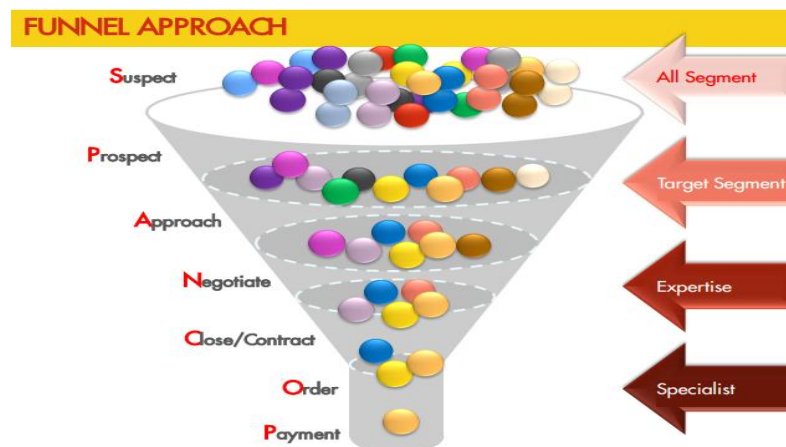 FUNNEL APPROACH
Suspect
All Segment
Prospect
Target Segment
Approach
Negotiate
Expertise
Close/Contract
Order
Specialist
Payment